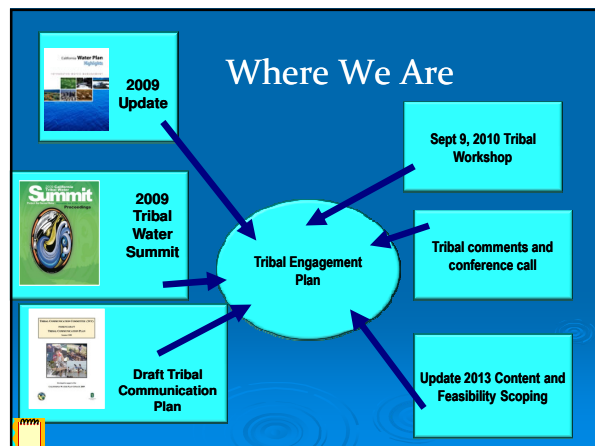 Where We Are
California Water Plan
Highlights
2009
Update
Sept 9, 2010 Tribal
Workshop
Summit
Proceedings
2009
Tribal
Water
Summit
Tribal Engagement
Plan
Tribal comments and
conference call
Draft Tribal
Communication
Plan
Update 2013 Content and
Feasibility Scoping